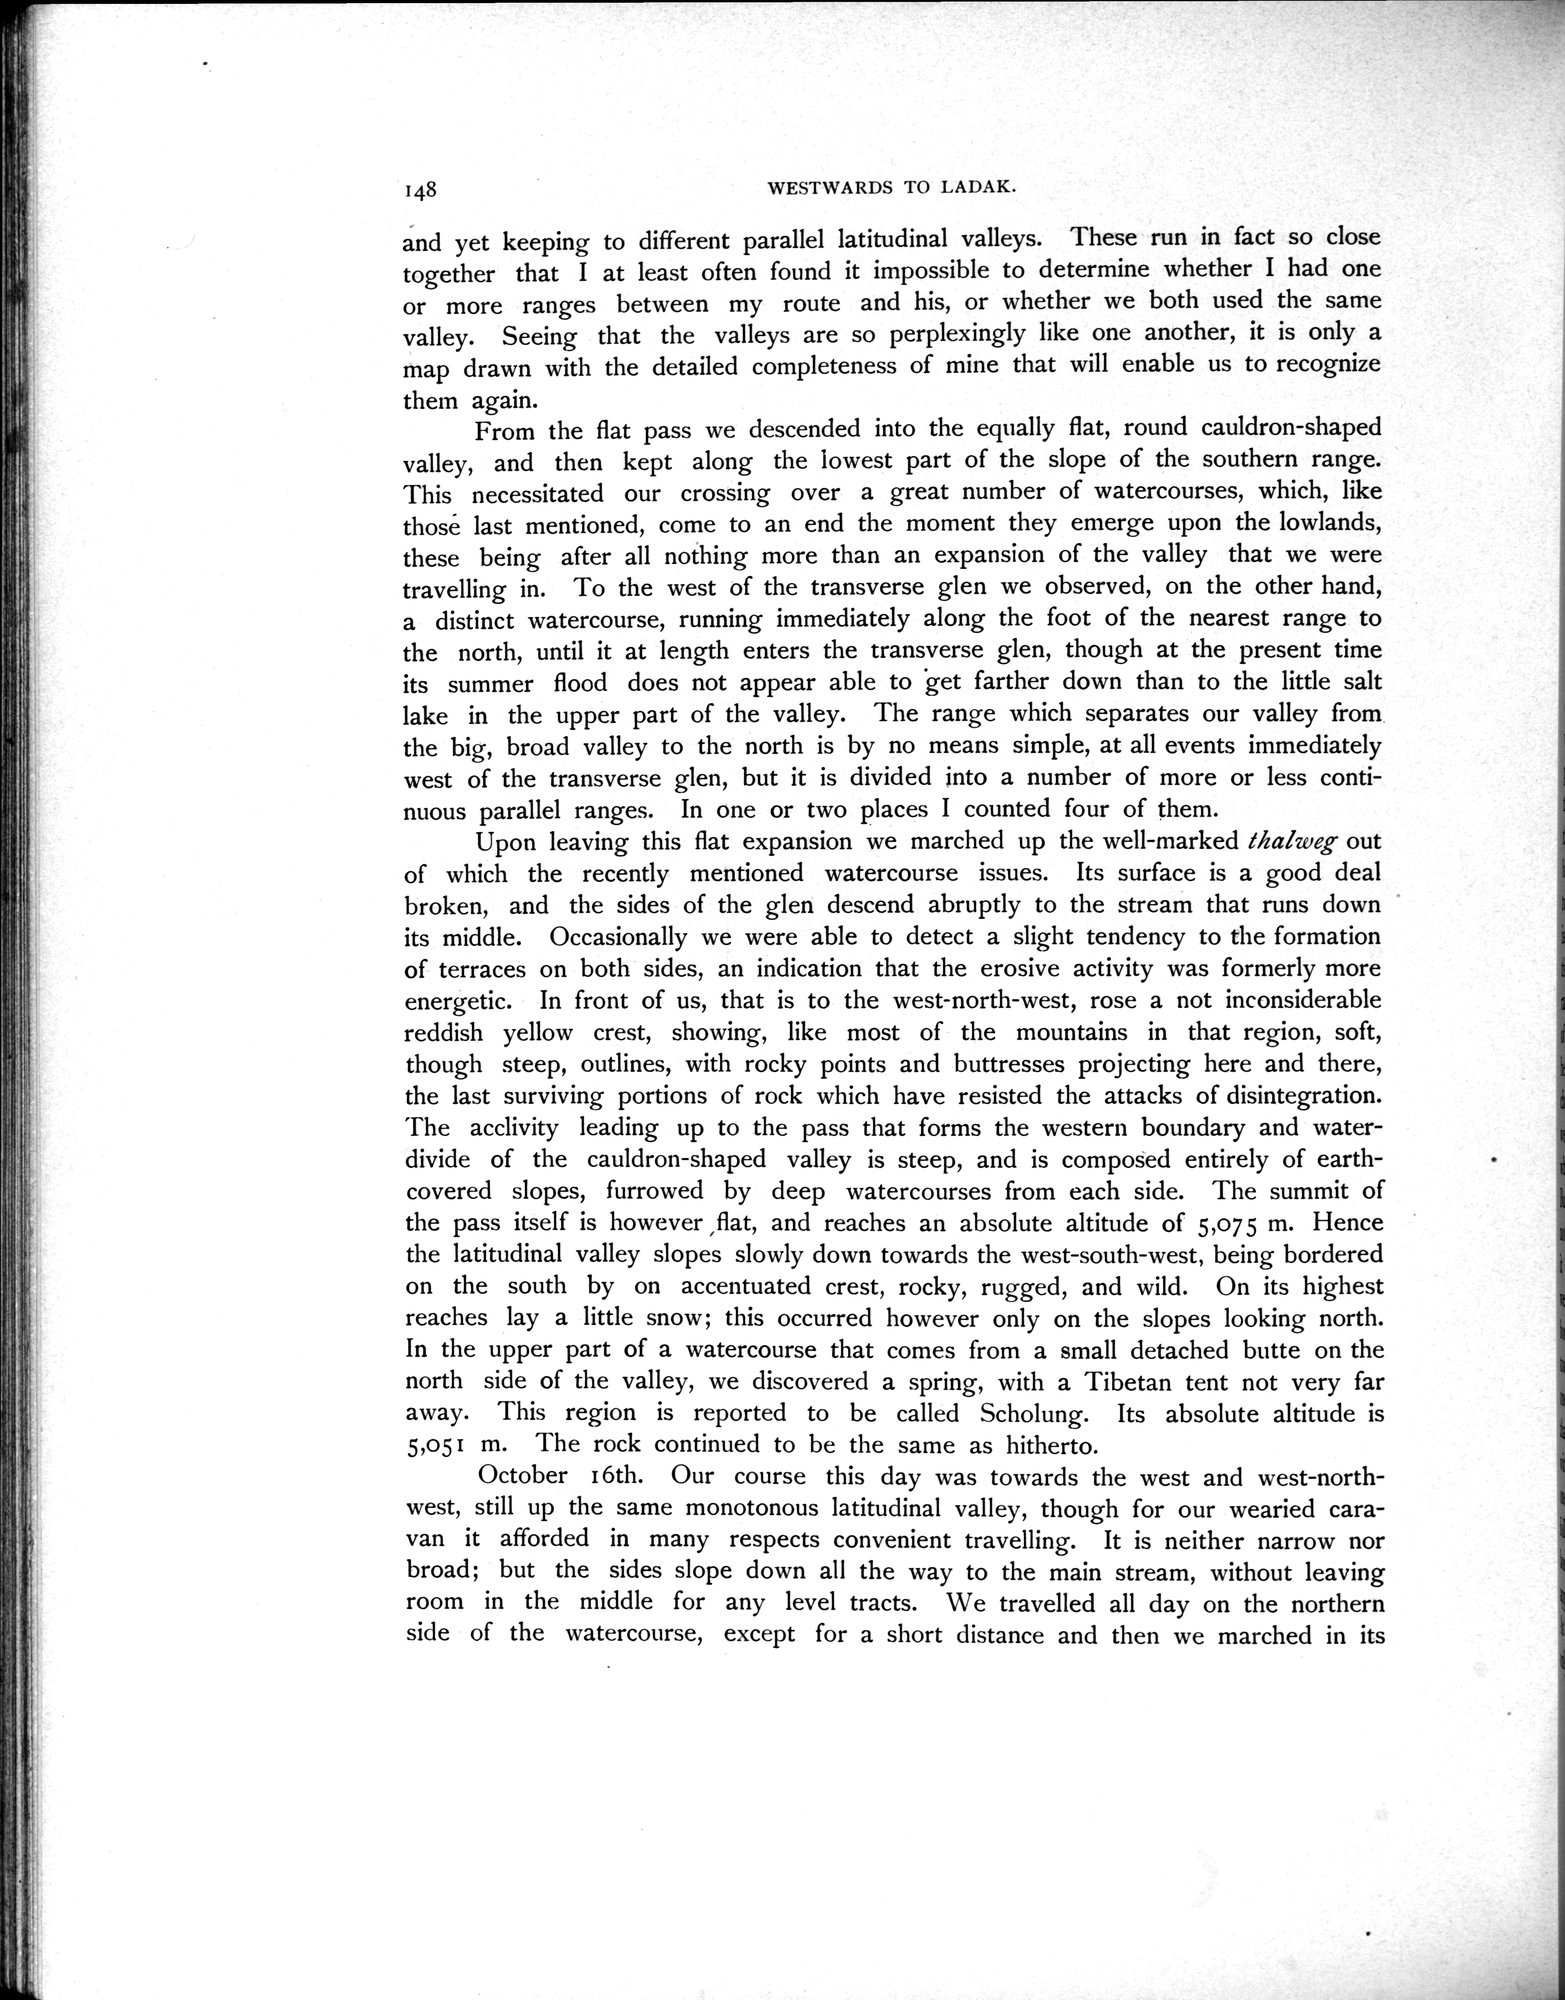 148 WESTWARDS TO LADAK.
and yet keeping to different parallel latitudinal valleys. These run in fact so close
together that I at least often found it impossible to determine whether I had one
or more ranges between my route and his, or whether we both used the same
valley. Seeing that the valleys are so perplexingly like one another, it is only a
map drawn with the detailed completeness of mine that will enable us to recognize
them again.
From the flat pass we descended into the equally flat, round cauldron-shaped
valley, and then kept along the lowest part of the slope of the southern range.
This necessitated our crossing over a great number of watercourses, which, like
those last mentioned, come to an end the moment they emerge upon the lowlands,
these being after all nothing more than an expansion of the valley that we were
travelling in. To the west of the transverse glen we observed, on the other hand,
a distinct watercourse, running immediately along the foot of the nearest range to
the north, until it at length enters the transverse glen, though at the present time
its summer flood does not appear able to get farther down than to the little salt
lake in the upper part of the valley. The range which separates our valley from
the big, broad valley to the north is by no means simple, at all events immediately
west of the transverse glen, but it is divided into a number of more or less conti-
nuous parallel ranges. In one or two places I counted four of them.
Upon leaving this flat expansion we marched up the well-marked thalweg out
of which the recently mentioned watercourse issues. Its surface is a good deal
broken, and the sides of the glen descend abruptly to the stream that runs down
its middle. Occasionally we were able to detect a slight tendency to the formation
of terraces on both sides, an indication that the erosive activity was formerly more
energetic. In front of us, that is to the west-north-west, rose a not inconsiderable
reddish yellow crest, showing, like most of the mountains in that region, soft,
though steep, outlines, with rocky points and buttresses projecting here and there,
the last surviving portions of rock which have resisted the attacks of disintegration.
The acclivity leading up to the pass that forms the western boundary and water-
divide of the cauldron-shaped valley is steep, and is composed entirely of earth-
covered slopes, furrowed by deep watercourses from each side. The summit of
the pass itself is however flat, and reaches an absolute altitude of 5,075 m. Hence
the latitudinal valley slopes slowly down towards the west-south-west, being bordered
on the south by on accentuated crest, rocky, rugged, and wild. On its highest
reaches lay a little snow; this occurred however only on the slopes looking north.
In the upper part of a watercourse that comes from a small detached butte on the
north side of the valley, we discovered a spring, with a Tibetan tent not very far
away. This region is reported to be called Scholung. Its absolute altitude is
5,051 m. The rock continued to be the same as hitherto.
October 16th. Our course this day was towards the west and west-north-
west, still up the same monotonous latitudinal valley, though for our wearied cara-
van it afforded in many respects convenient travelling. It is neither narrow nor
broad; but the sides slope down all the way to the main stream, without leaving
room in the middle for any level tracts. We travelled all day on the northern
side of the watercourse, except for a short distance and then we marched in its